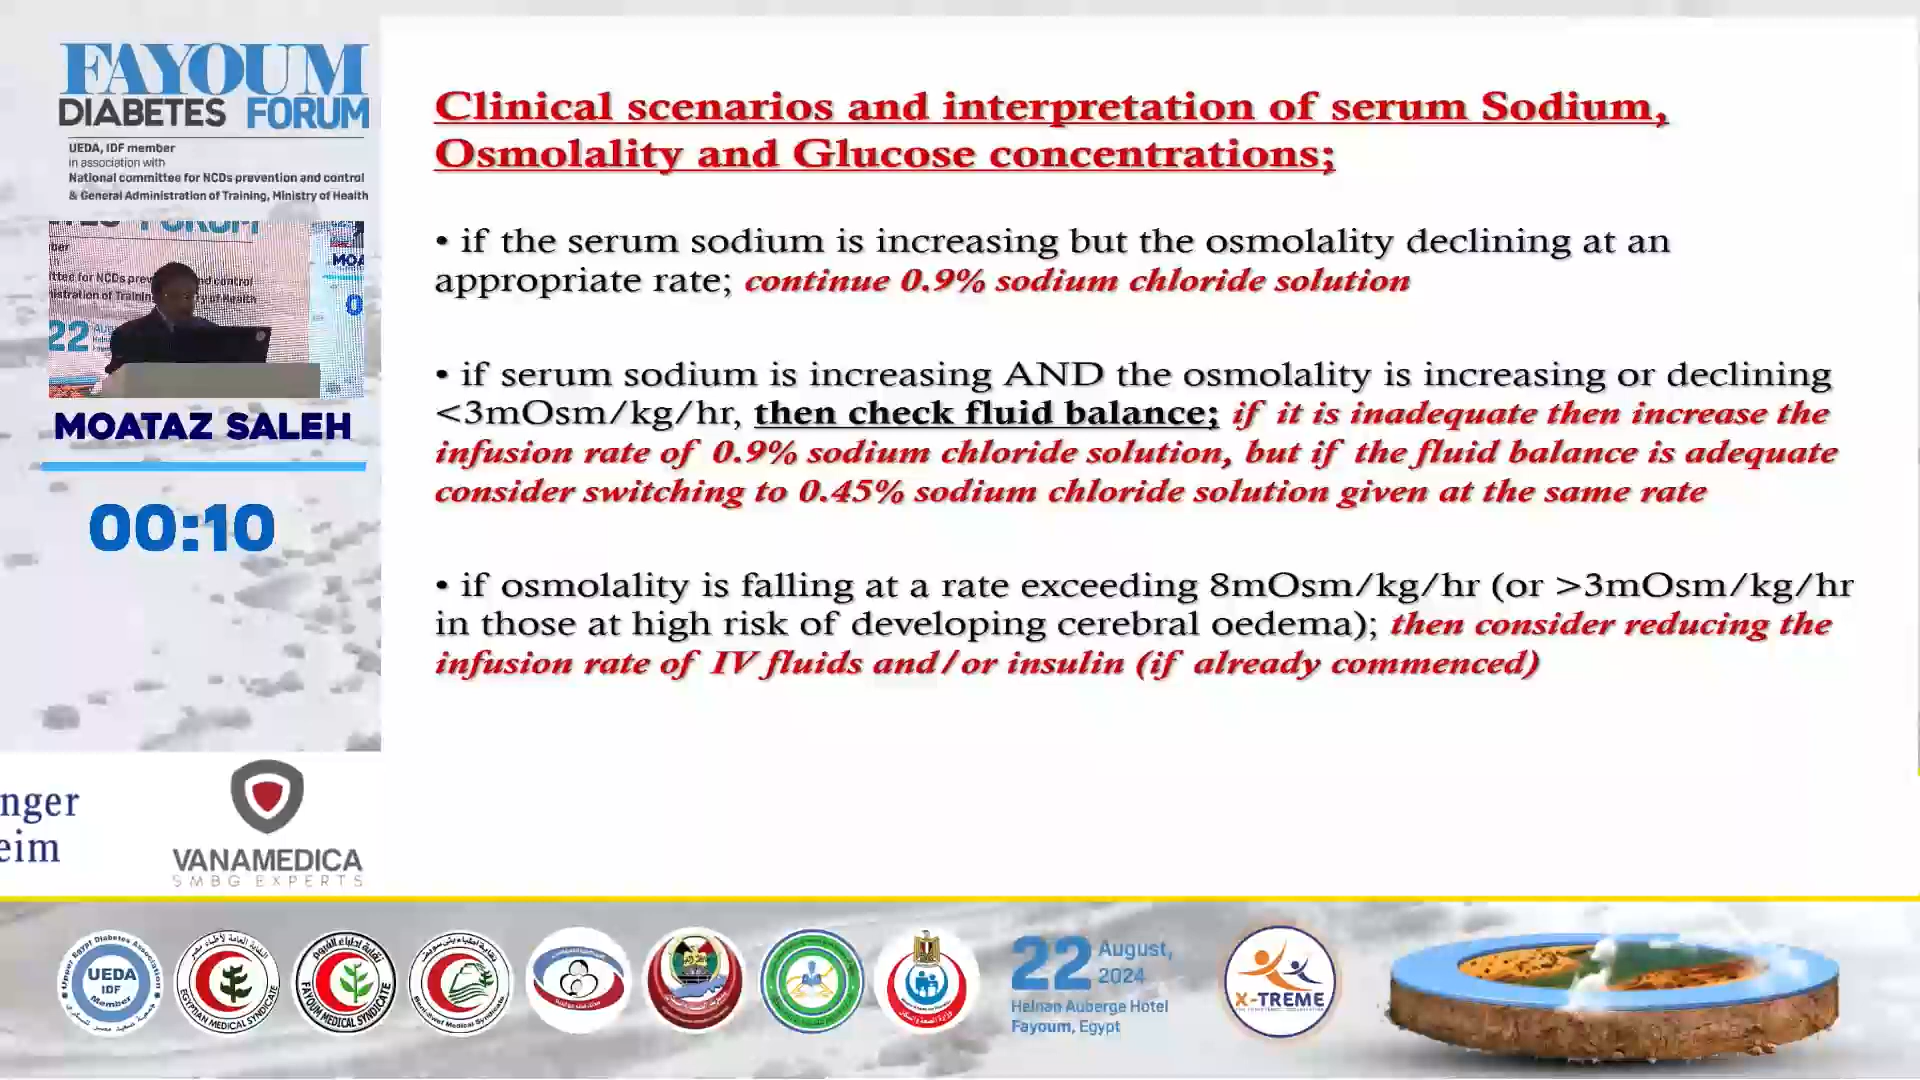 FAYOUM
DIABETES FORUM
UEDA, IDF member
in association with
National committee for NCDs prevention and control
& General Administration of Training, Ministry of Health
MOATAZ SALEH
00:10
nger
eim
VANAMEDICA
SMBG EXPERTS
Clinical scenarios and interpretation of serum Sodium,
Osmolality and Glucose concentrations;
• if the serum sodium is increasing but the osmolality declining at an
appropriate rate; continue 0.9% sodium chloride solution
• if serum sodium is increasing AND the osmolality is increasing or declining
<3mOsm/kg/hr, then check fluid balance; if it is inadequate then increase the
infusion rate of 0.9% sodium chloride solution, but if the fluid balance is adequate
consider switching to 0.45% sodium chloride solution given at the same rate
• if osmolality is falling at a rate exceeding 8mOsm/kg/hr (or >3mOsm/kg/hr
in those at high risk of developing cerebral oedema); then consider reducing the
infusion rate of IV fluids and/or insulin (if already commenced)
Upper Egypt Diabetes Association
UEDA
IDF
Member
EGYPTIAN MEDICAL SYNDICATE
FAYOUM MEDICAL SYNDICATE
22 August,
2024
Helnan Auberge Hotel
Fayoum, Egypt
X-TREME